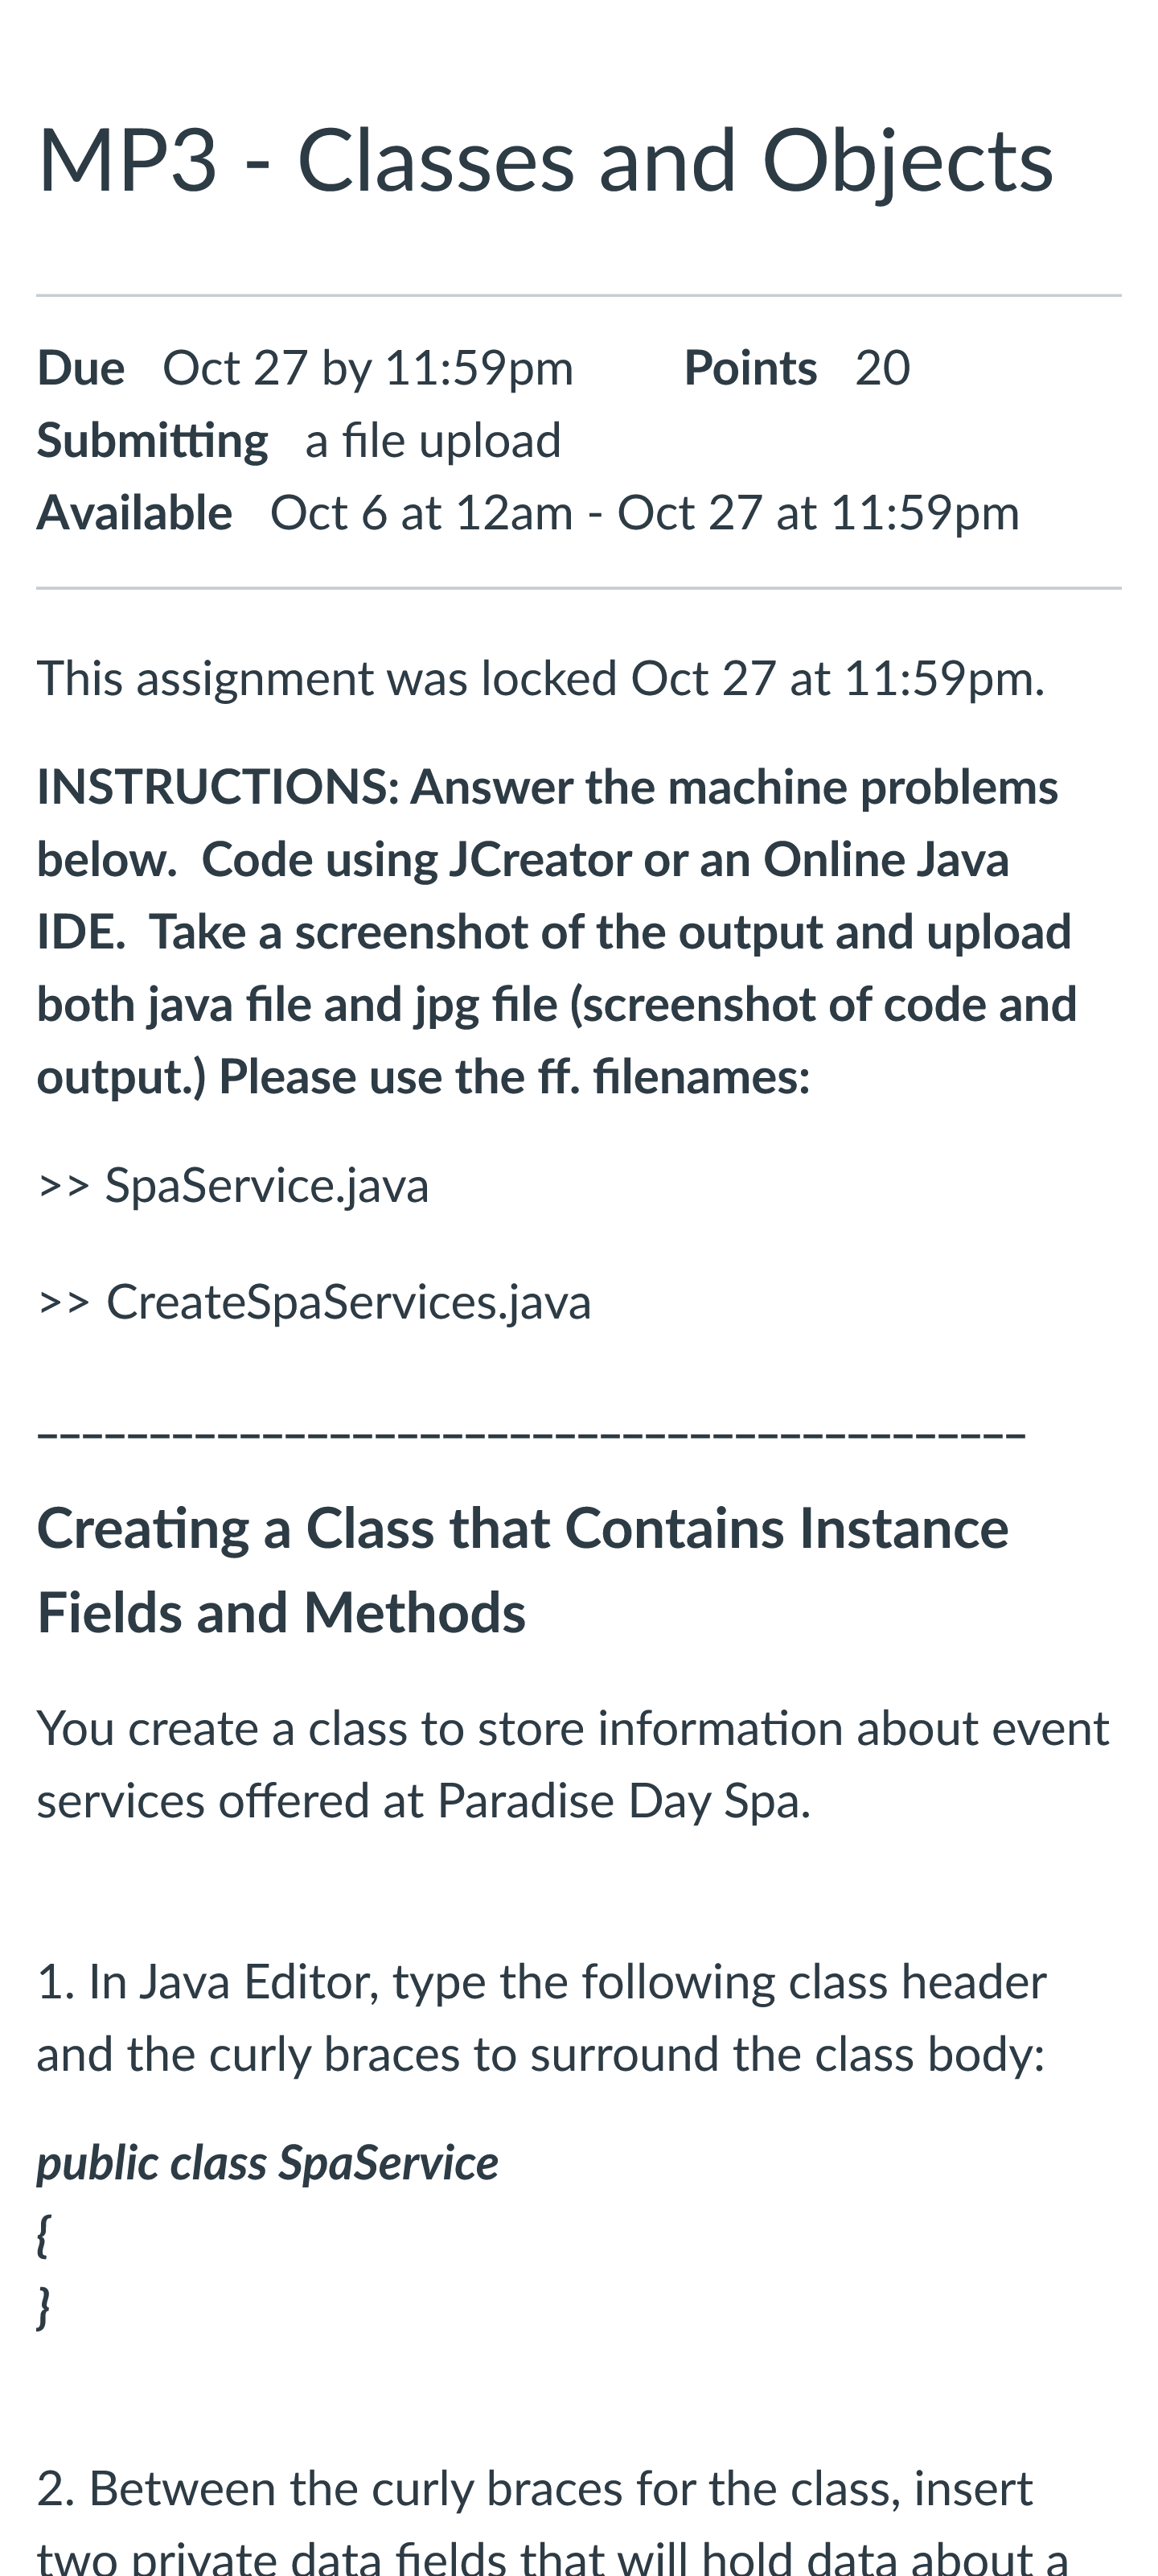 MP3 - Classes and Objects
Due Oct 27 by 11:59pm Points 20
Submitting a file upload
Available Oct 6 at 12am - Oct 27 at 11:59pm
This assignment was locked Oct 27 at 11:59pm.
INSTRUCTIONS: Answer the machine problems
below. Code using JCreator or an Online Java
IDE. Take a screenshot of the output and upload
both java file and jpg file (screenshot of code and
output.) Please use the ff. filenames:
>> SpaService.java
>> CreateSpaServices.java
____________________________________________
Creating a Class that Contains Instance
Fields and Methods
You create a class to store information about event
services offered at Paradise Day Spa.
1. In Java Editor, type the following class header
and the curly braces to surround the class body:
public class SpaService
{
}
2. Between the curly braces for the class, insert
two private data fields that will hold data about a